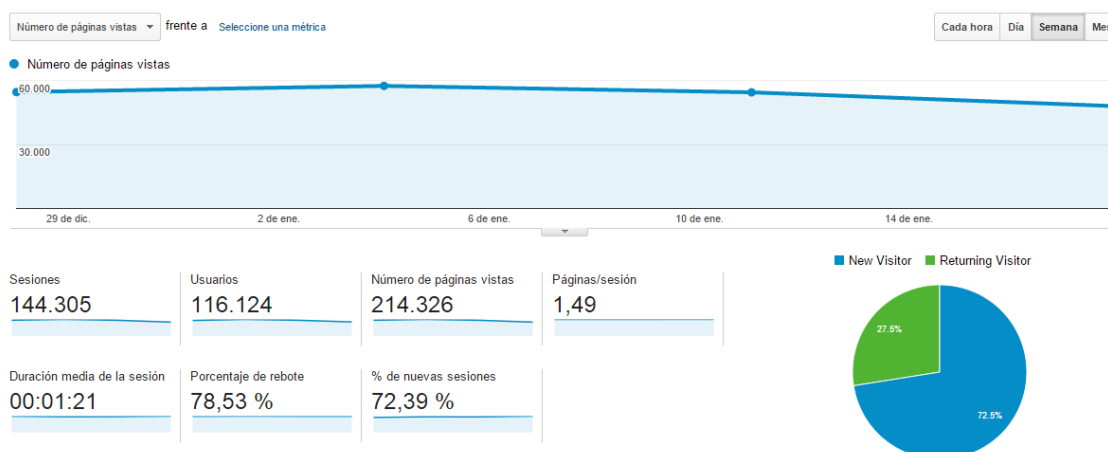 Número de páginas vistas frente a Seleccione una métrica
Cada hora Día Semana Mes
Número de páginas vistas
60.000
30.000
29 de dic. 2 de ene. 6 de ene. 10 de ene. 14 de ene.
New Visitor Returning Visitor
Sesiones Usuarios Número de páginas vistas Páginas/sesión
144.305 116.124 214.326 1,49
27.5%
Duración media de la sesión Porcentaje de rebote % de nuevas sesiones
00:01:21 78,53 % 72,39 %
72.5%